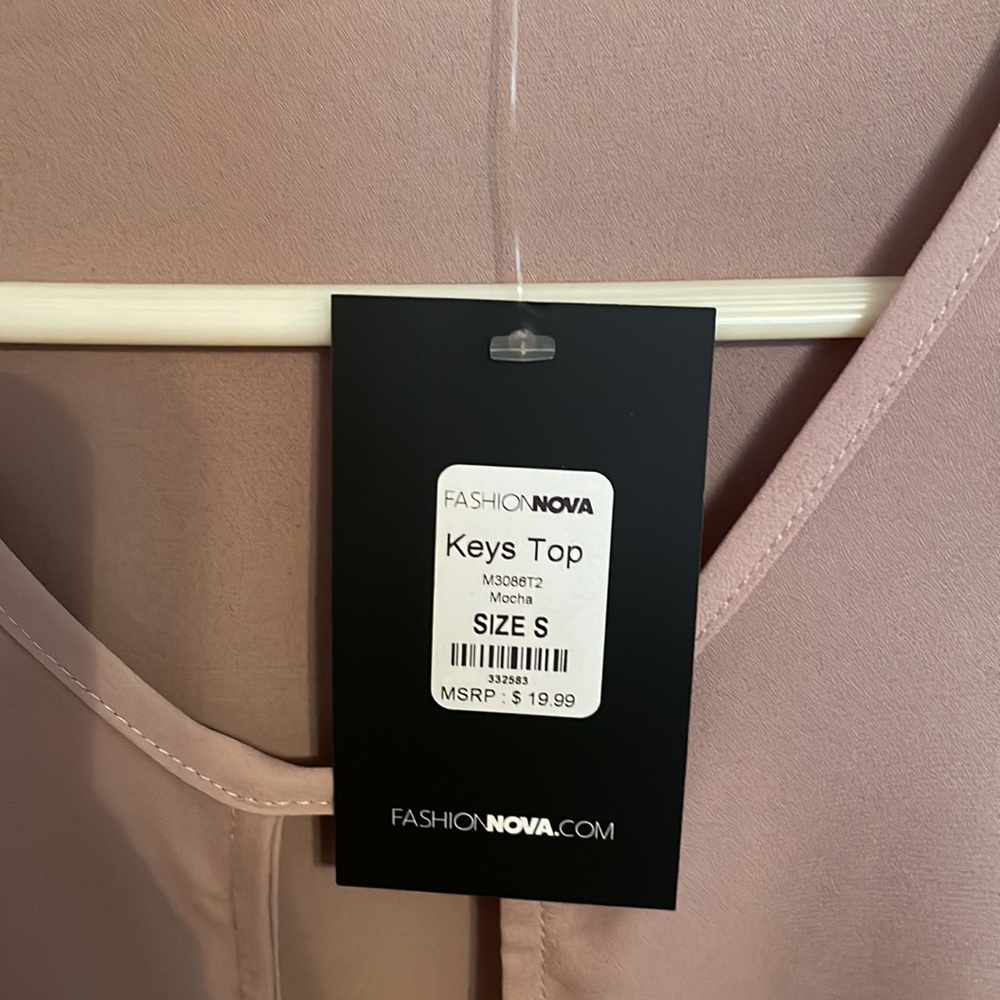 FASHIONNOVA
Keys Top
M3086T2
Mocha
SIZE S
332583
MSRP : $ 19.99
FASHIONNOVA.COM